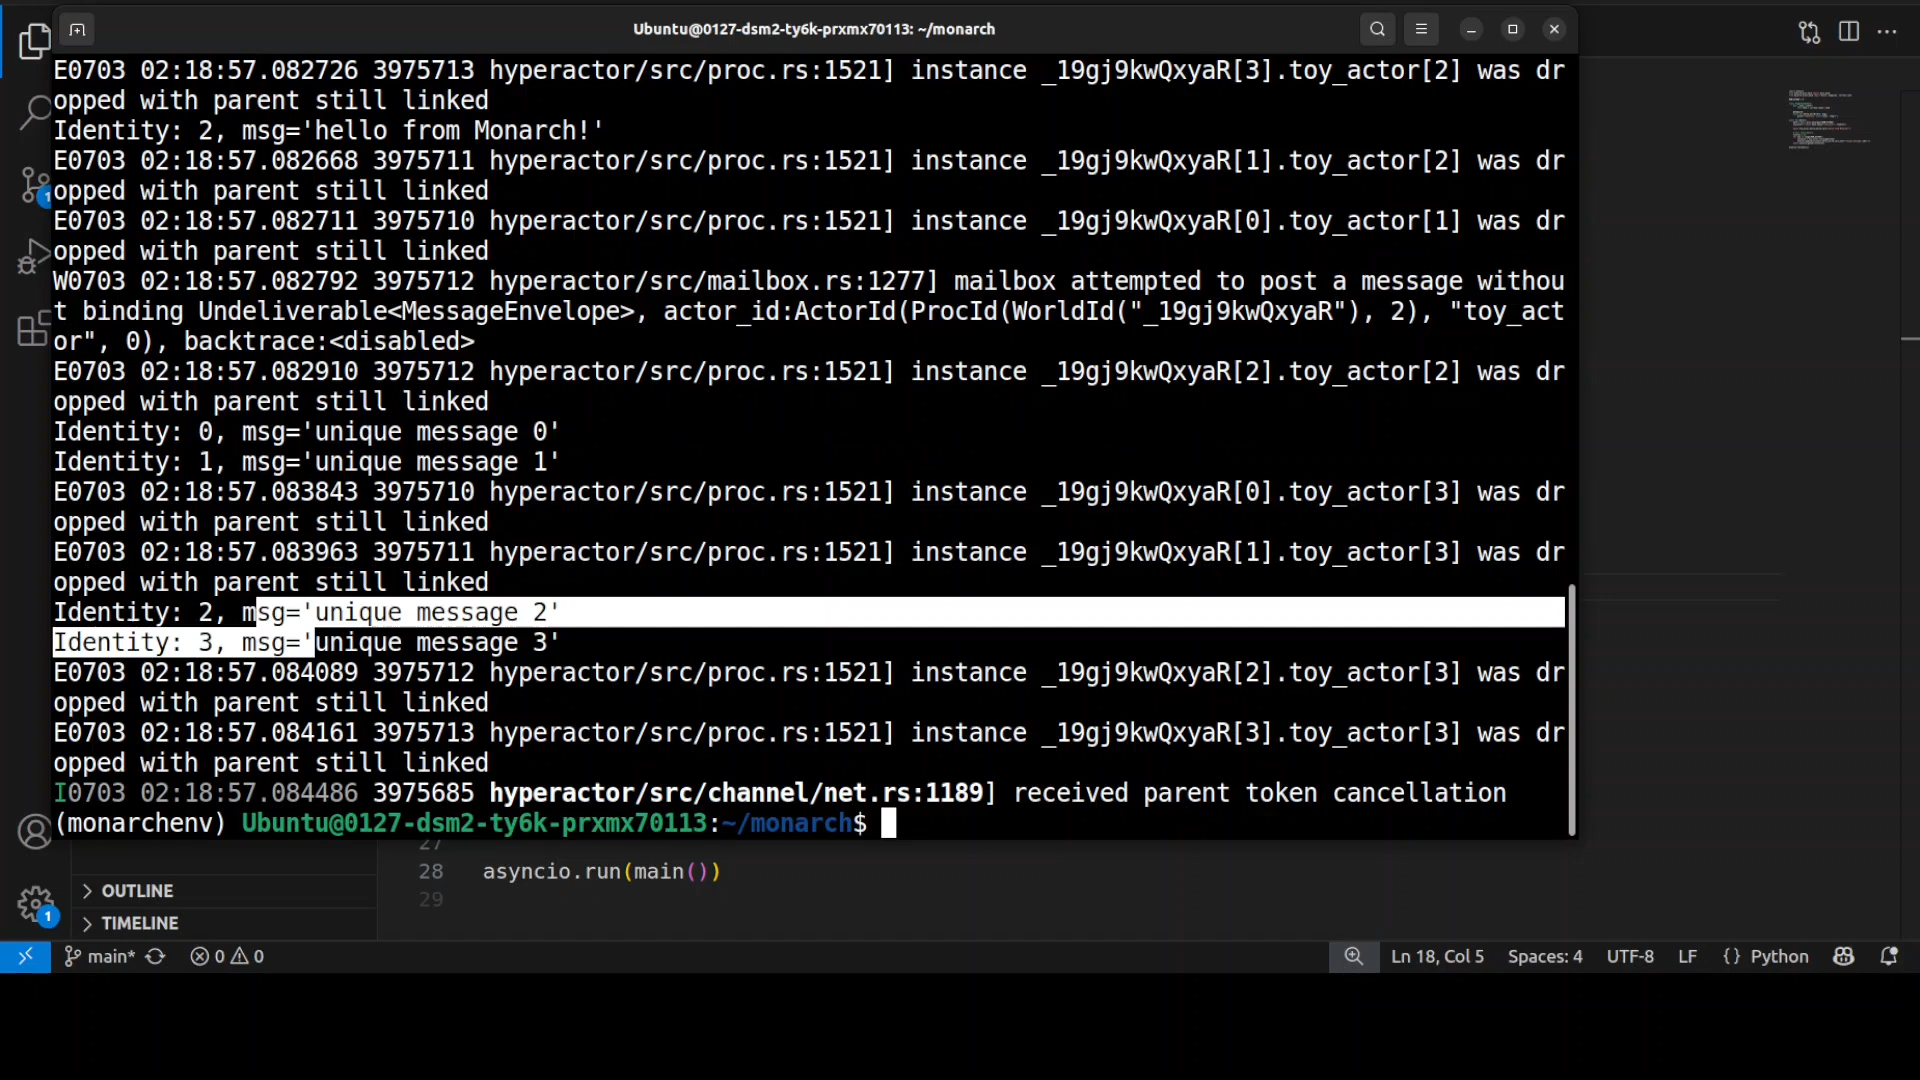 Ubuntu@0127-dsm2-ty6k-prxmx70113: ~/monarch
E0703 02:18:57.082726 3975713 hyperactor/src/proc.rs:1521] instance _19gj9kwQxyaR[3].toy_actor[2] was dr
opped with parent still linked
Identity: 2, msg='hello from Monarch!'
E0703 02:18:57.082668 3975711 hyperactor/src/proc.rs:1521] instance _19gj9kwQxyaR[1].toy_actor[2] was dr
opped with parent still linked
E0703 02:18:57.082711 3975710 hyperactor/src/proc.rs:1521] instance _19gj9kwQxyaR[0].toy_actor[1] was dr
opped with parent still linked
W0703 02:18:57.082792 3975712 hyperactor/src/mailbox.rs:1277] mailbox attempted to post a message withou
t binding Undeliverable<MessageEnvelope>, actor_id:ActorId(ProcId(WorldId("_19gj9kwQxyaR"), 2), "toy_act
or", 0), backtrace:<disabled>
E0703 02:18:57.082910 3975712 hyperactor/src/proc.rs:1521] instance _19gj9kwQxyaR[2].toy_actor[2] was dr
opped with parent still linked
Identity: 0, msg='unique message 0'
Identity: 1, msg='unique message 1'
E0703 02:18:57.083843 3975710 hyperactor/src/proc.rs:1521] instance _19gj9kwQxyaR[0].toy_actor[3] was dr
opped with parent still linked
E0703 02:18:57.083963 3975711 hyperactor/src/proc.rs:1521] instance _19gj9kwQxyaR[1].toy_actor[3] was dr
opped with parent still linked
Identity: 2, msg='unique message 2'
Identity: 3, msg='unique message 3'
E0703 02:18:57.084089 3975712 hyperactor/src/proc.rs:1521] instance _19gj9kwQxyaR[2].toy_actor[3] was dr
opped with parent still linked
E0703 02:18:57.084161 3975713 hyperactor/src/proc.rs:1521] instance _19gj9kwQxyaR[3].toy_actor[3] was dr
opped with parent still linked
I0703 02:18:57.084486 3975685 hyperactor/src/channel/net.rs:1189] received parent token cancellation
(monarchenv) Ubuntu@0127-dsm2-ty6k-prxmx70113:~/monarch$
27
28 asyncio.run(main())
29
OUTLINE
TIMELINE
1
1
main* 0 0 Ln 18, Col 5 Spaces: 4 UTF-8 LF {} Python